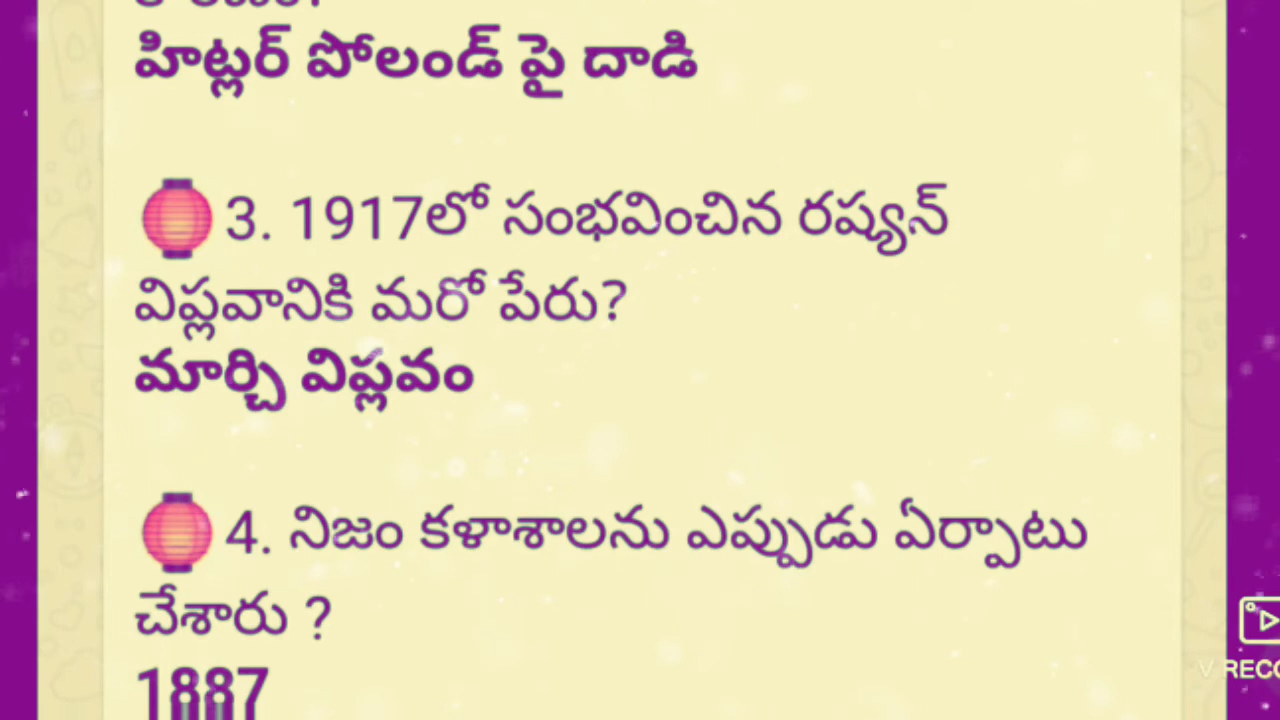 హిట్లర్ పోలండ్ పై దాడి
3. 1917లో సంభవించిన రష్యన్
విప్లవానికి మరో పేరు?
మార్చి విప్లవం
4. నిజం కళాశాలను ఎప్పుడు ఏర్పాటు
చేశారు ?
1887